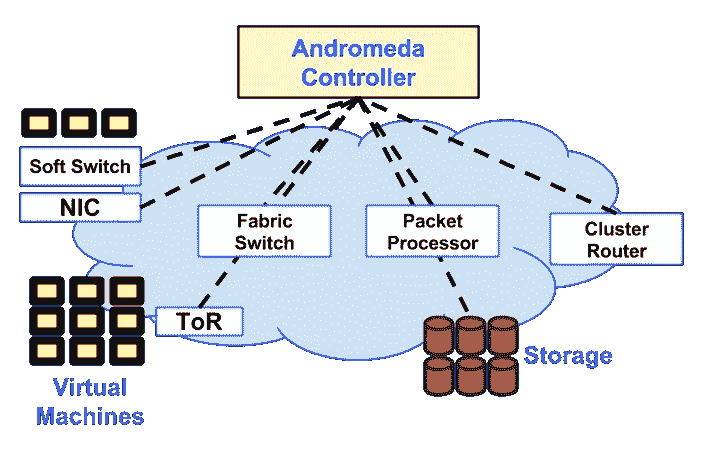 Andromeda
Controller
Soft Switch
NIC
Fabric
Switch
Packet
Processor
Cluster
Router
ToR
Storage
Virtual
Machines